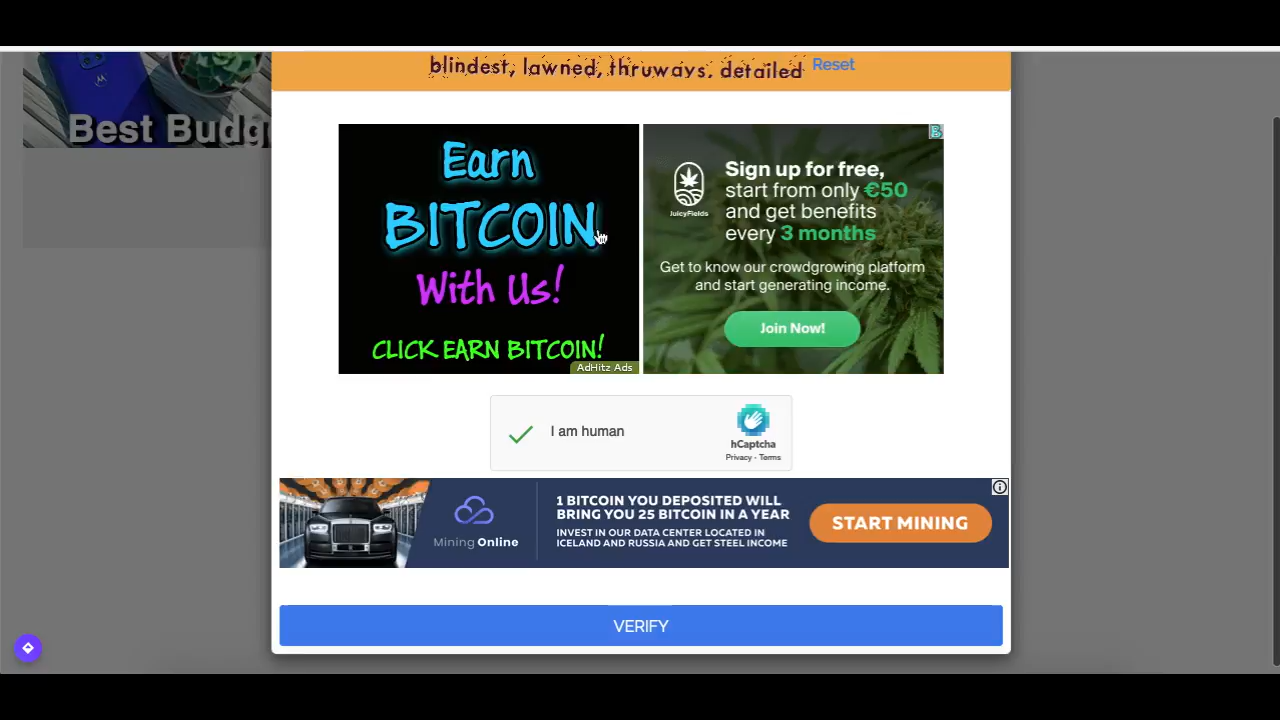 blindest, lawned, thruways, detailed
Reset
Best Budg
Earn
BITCOIN
With Us!
CLICK EARN BITCOIN!
AdHitz Ads
JuicyFields
Sign up for free,
start from only €50
and get benefits
every 3 months
Get to know our crowdgrowing platform
and start generating income.
Join Now!
I am human
hCaptcha
Privacy - Terms
Mining Online
1 BITCOIN YOU DEPOSITED WILL
BRING YOU 25 BITCOIN IN A YEAR
INVEST IN OUR DATA CENTER LOCATED IN
ICELAND AND RUSSIA AND GET STEEL INCOME
START MINING
VERIFY